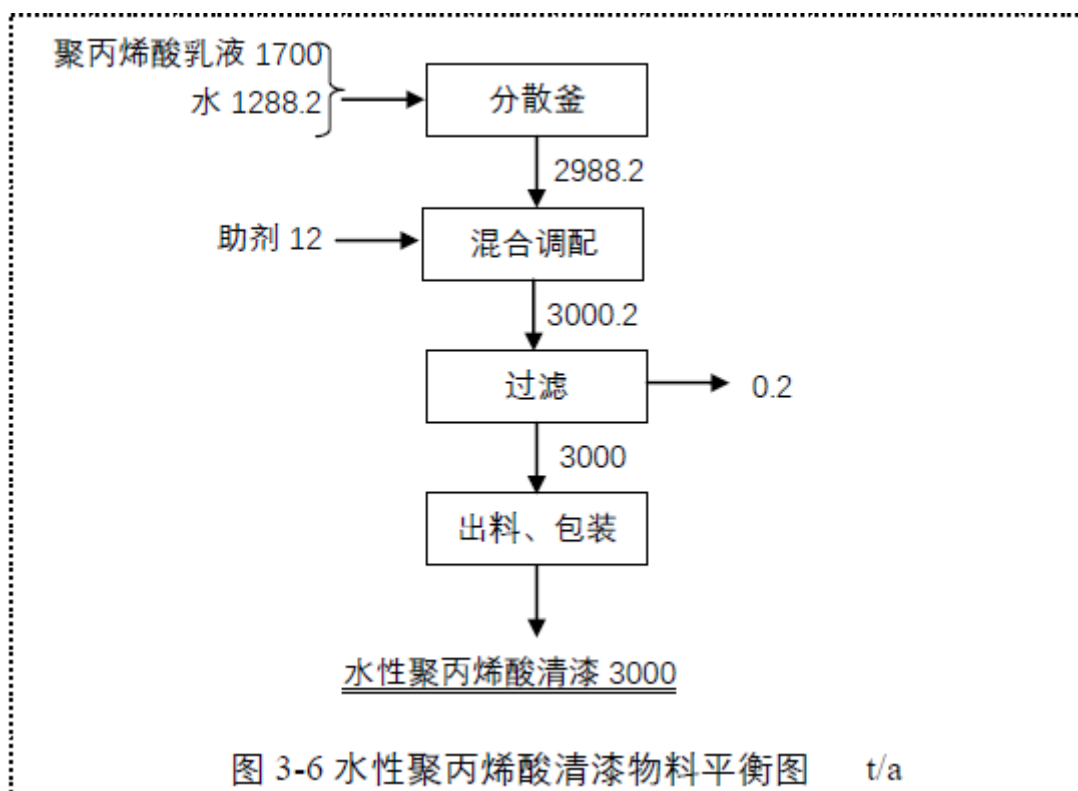 聚丙烯酸乳液 1700
水 1288.2
分散釜
2988.2
助剂 12
混合调配
3000.2
过滤
0.2
3000
出料、包装
水性聚丙烯酸清漆 3000
图 3-6 水性聚丙烯酸清漆物料平衡图 t/a